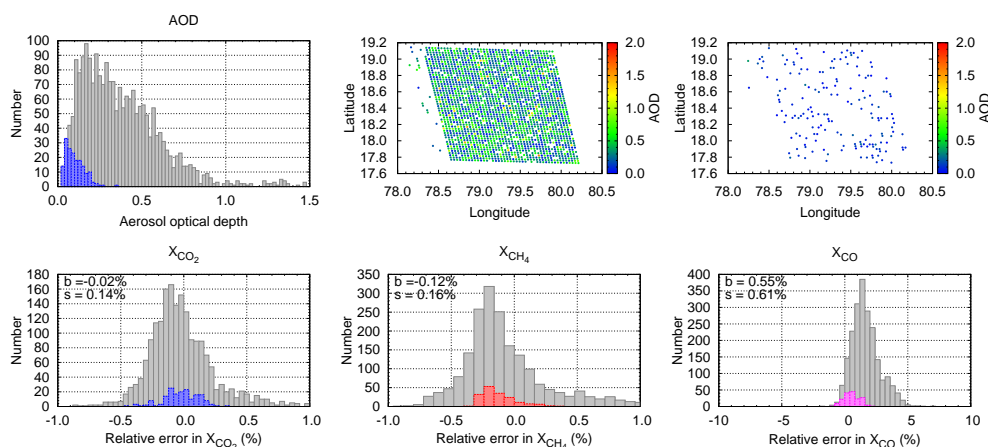 AOD
Number
100
90
80
70
60
50
40
30
20
10
0
0.0 0.5 1.0 1.5
Aerosol optical depth
Latitude
19.2
19.0
18.8
18.6
18.4
18.2
18.0
17.8
17.6
78.0 78.5 79.0 79.5 80.0 80.5
Longitude
2.0
1.5
1.0
0.5
0.0
AOD
Latitude
19.2
19.0
18.8
18.6
18.4
18.2
18.0
17.8
17.6
78.0 78.5 79.0 79.5 80.0 80.5
Longitude
2.0
1.5
1.0
0.5
0.0
AOD
X_CO2
b =-0.02%
s = 0.14%
Number
180
160
140
120
100
80
60
40
20
0
-1.0 -0.5 0.0 0.5 1.0
Relative error in X_CO2 (%)
X_CH4
b =-0.12%
s = 0.16%
Number
350
300
250
200
150
100
50
0
-1.0 -0.5 0.0 0.5 1.0
Relative error in X_CH4 (%)
X_CO
b = 0.55%
s = 0.61%
Number
400
350
300
250
200
150
100
50
0
-10 -5 0 5 10
Relative error in X_CO (%)